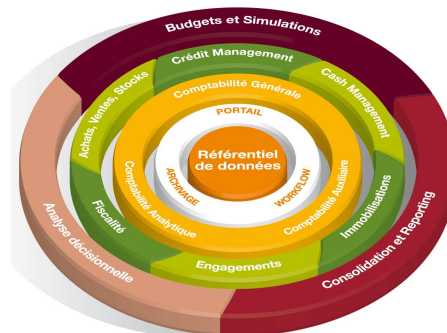 Budgets et Simulations
Crédit Management
Cash Management
Achats, Ventes, Stocks
Comptabilité Générale
PORTAIL
Référentiel
de données
ARCHIVAGE
WORKFLOW
Comptabilité Analytique
Comptabilité Auxiliaire
Fiscalité
Immobilisations
Engagements
Analyse décisionnelle
Consolidation et Reporting